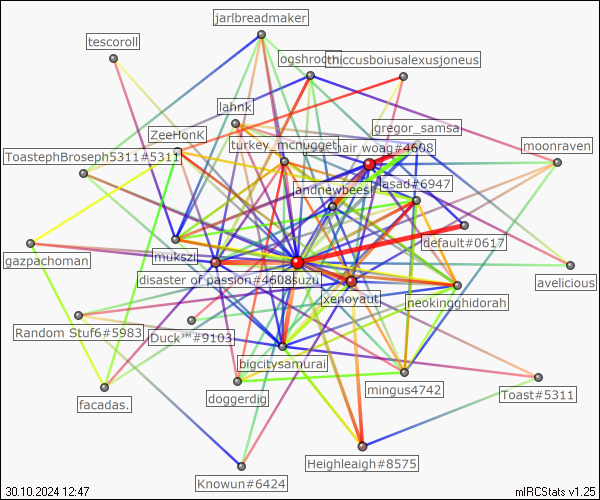 jarlbreadmaker
tescoroll
ogshroom
thiccusboiusalexusjoneus
lahnk
gregor_samsa
ZeeHonK
turkey_mcnugget
hair woag#4608
moonraven
ToastephBroseph5311#5311
asad#6947
andnewbees
default#0617
mukszi
gazpachoman
disaster of passion#4608
suzu
avelicious
xenoyaut
neokingghidorah
Random Stuf6#5983
Duck™#9103
bigcitysamurai
mingus4742
Toast#5311
doggerdig
facadas.
Heighleaigh#8575
Knowun#6424
30.10.2024 12:47
mIRCStats v1.25